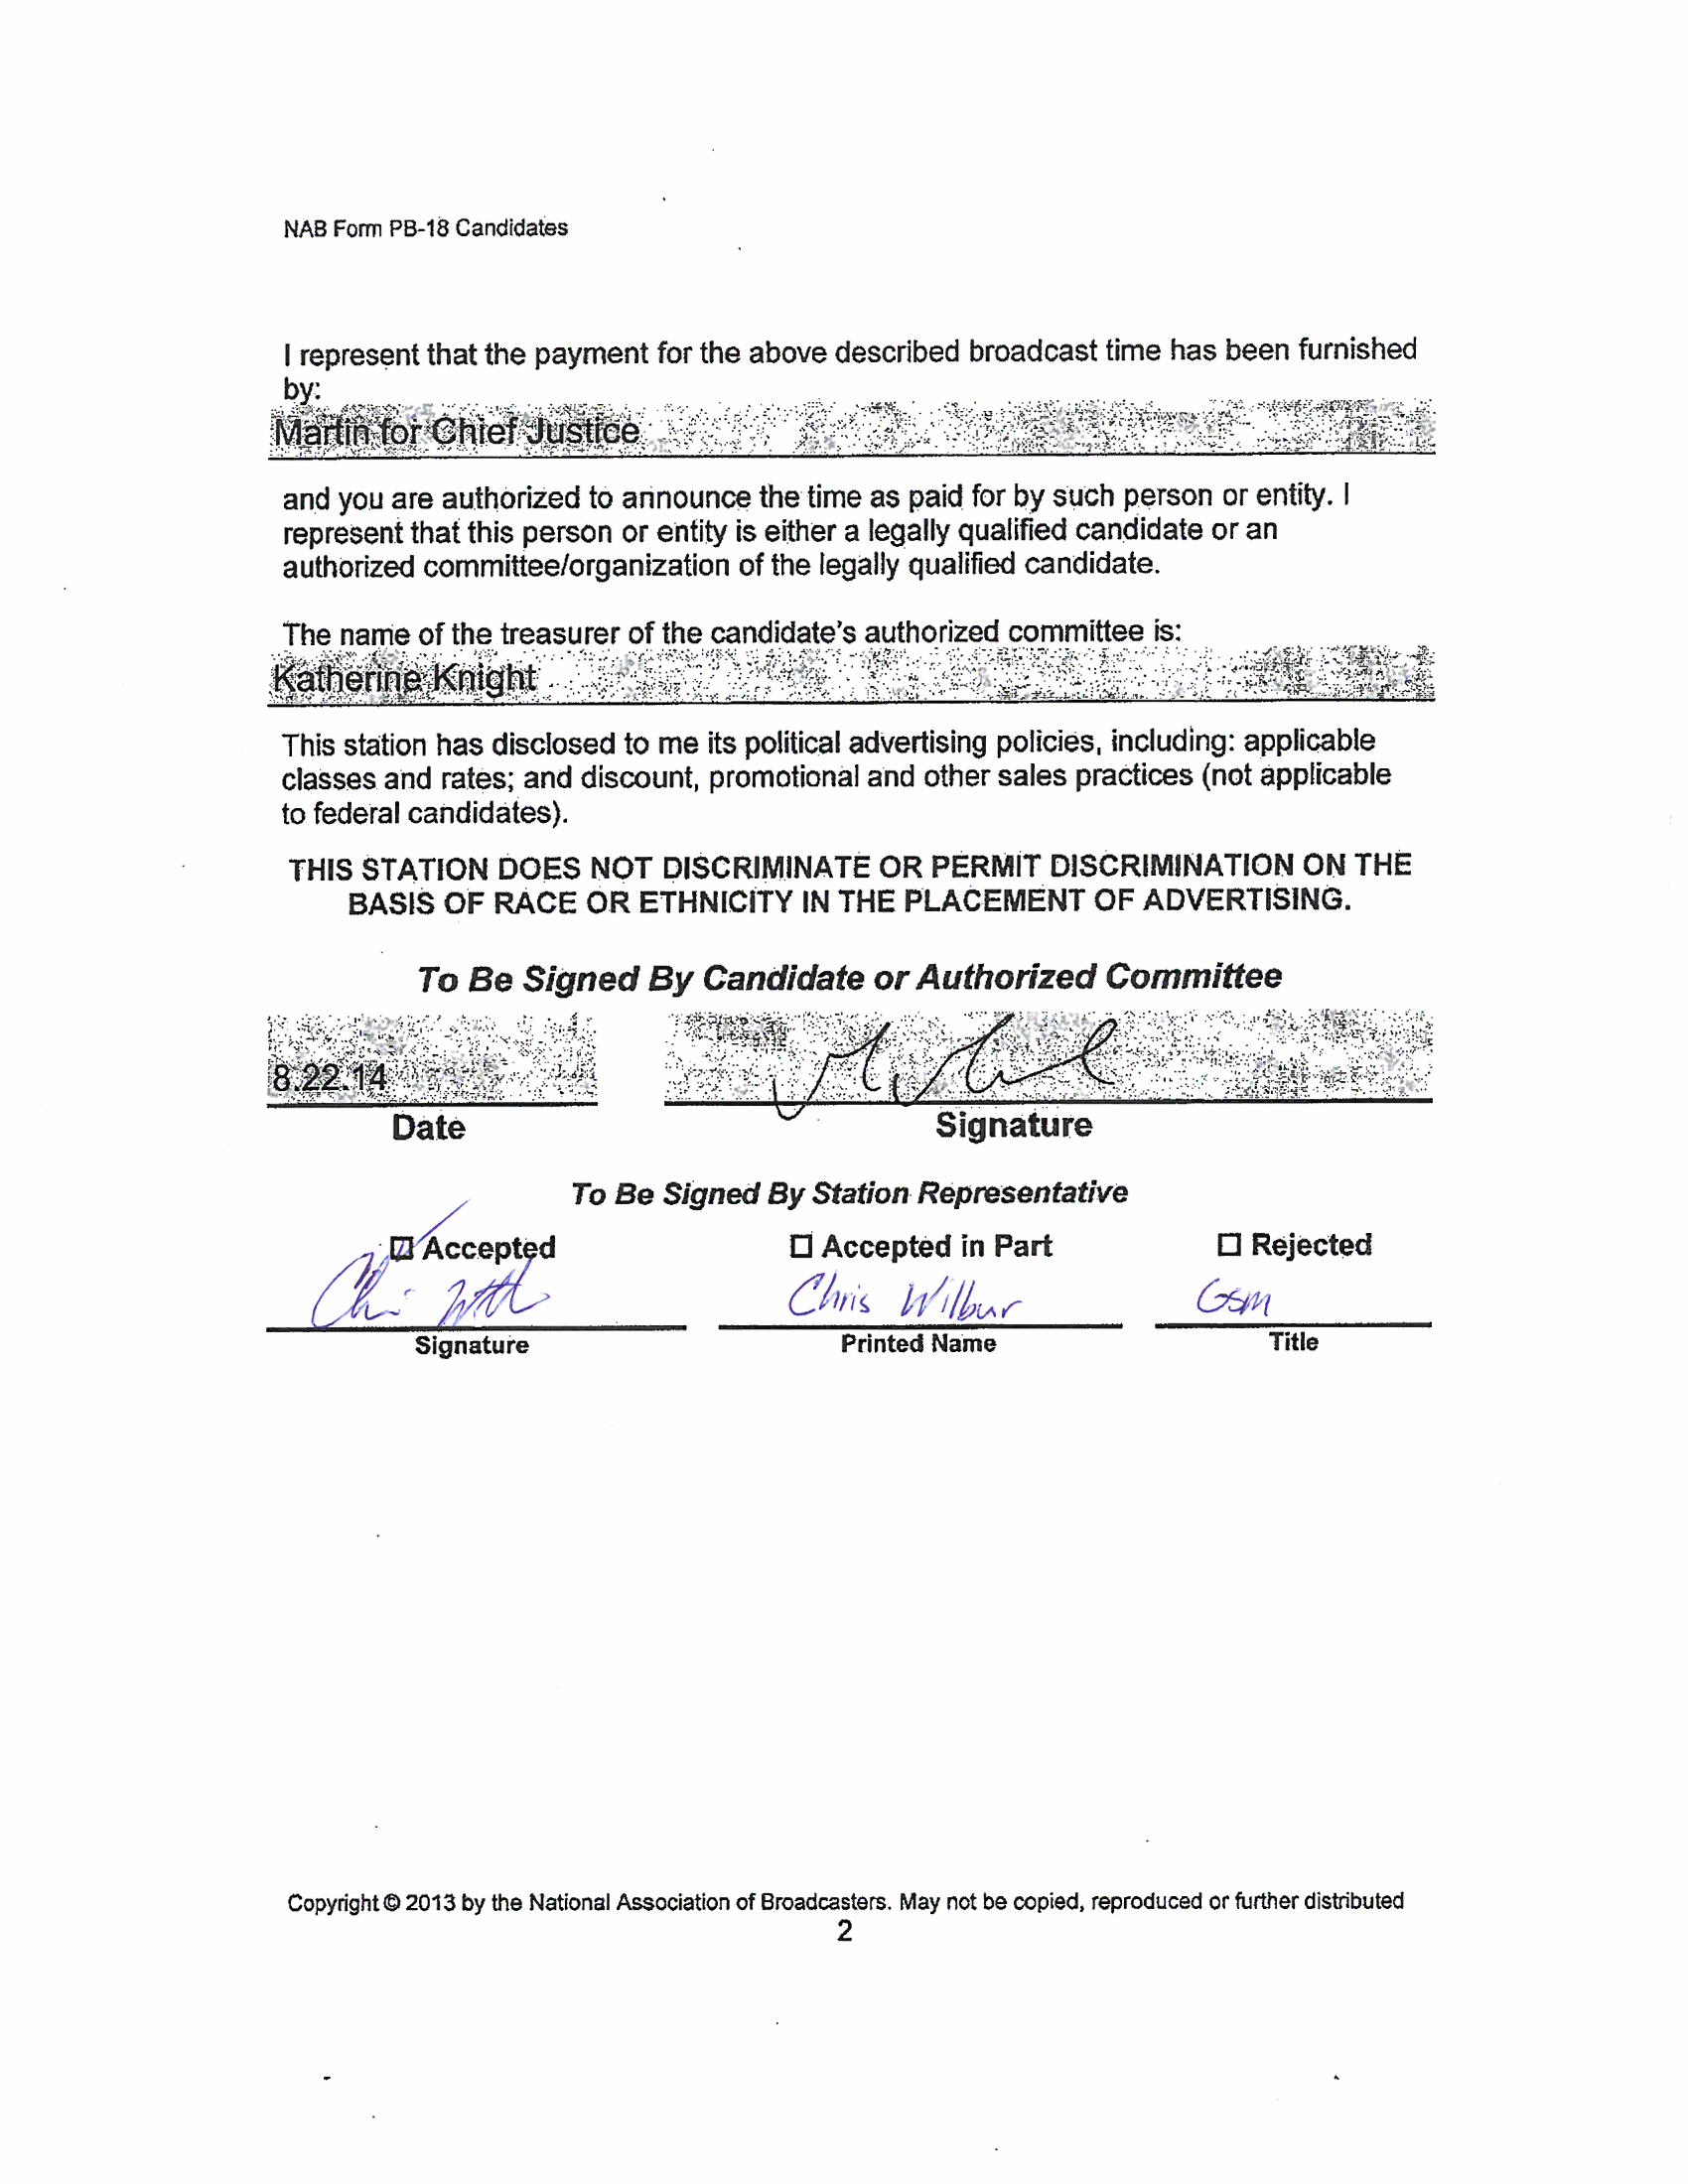 NAB Form PB-18 Candidates
I represent that the payment for the above described broadcast time has been furnished
by:
Martin for Chief Justice
and you are authorized to announce the time as paid for by such person or entity. I
represent that this person or entity is either a legally qualified candidate or an
authorized committee/organization of the legally qualified candidate.
The name of the treasurer of the candidate's authorized committee is:
Katherine Knight
This station has disclosed to me its political advertising policies, including: applicable
classes and rates; and discount, promotional and other sales practices (not applicable
to federal candidates).
THIS STATION DOES NOT DISCRIMINATE OR PERMIT DISCRIMINATION ON THE
BASIS OF RACE OR ETHNICITY IN THE PLACEMENT OF ADVERTISING.
To Be Signed By Candidate or Authorized Committee
8.22.14
Date Signature
To Be Signed By Station Representative
Accepted Accepted in Part Rejected
Chris Wilbur GSM
Signature Printed Name Title
Copyright © 2013 by the National Association of Broadcasters. May not be copied, reproduced or further distributed
2